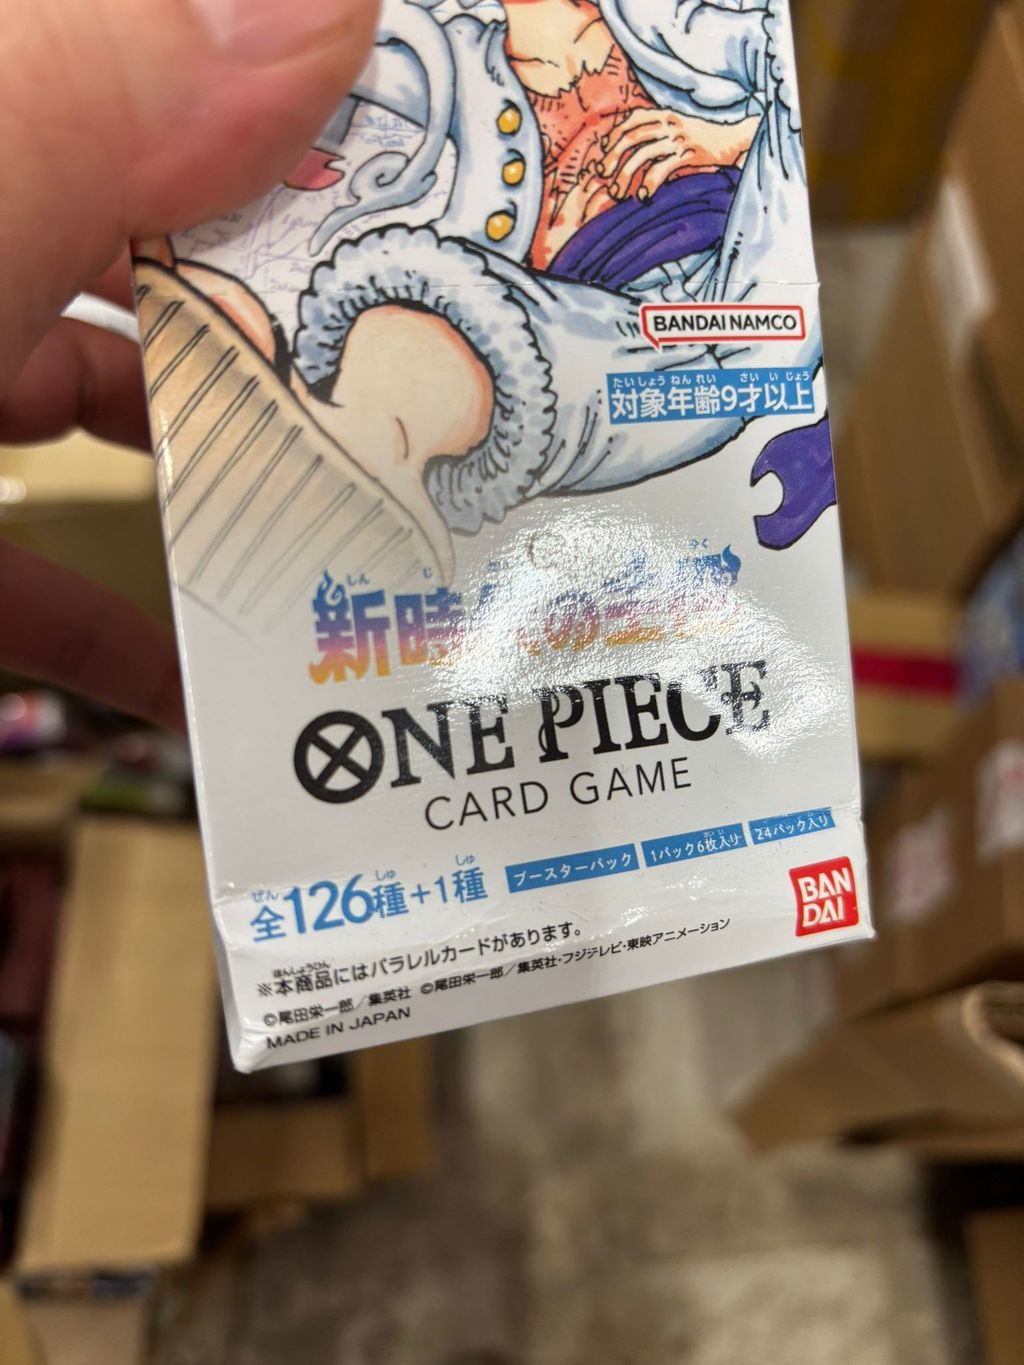 BANDAI NAMCO
たいしょう ねん れい さい い じょう
対象年齢9才以上
しん じ
新時代の主役
ONE PIECE
CARD GAME
ぜん しゅ しゅ
全126種+1種
ブースターパック
1パック6枚入り
24パック入り
BAN
DAI
ほんしょうひん
※本商品にはパラレルカードがあります。
©尾田栄一郎/集英社 ©尾田栄一郎/集英社・フジテレビ・東映アニメーション
MADE IN JAPAN